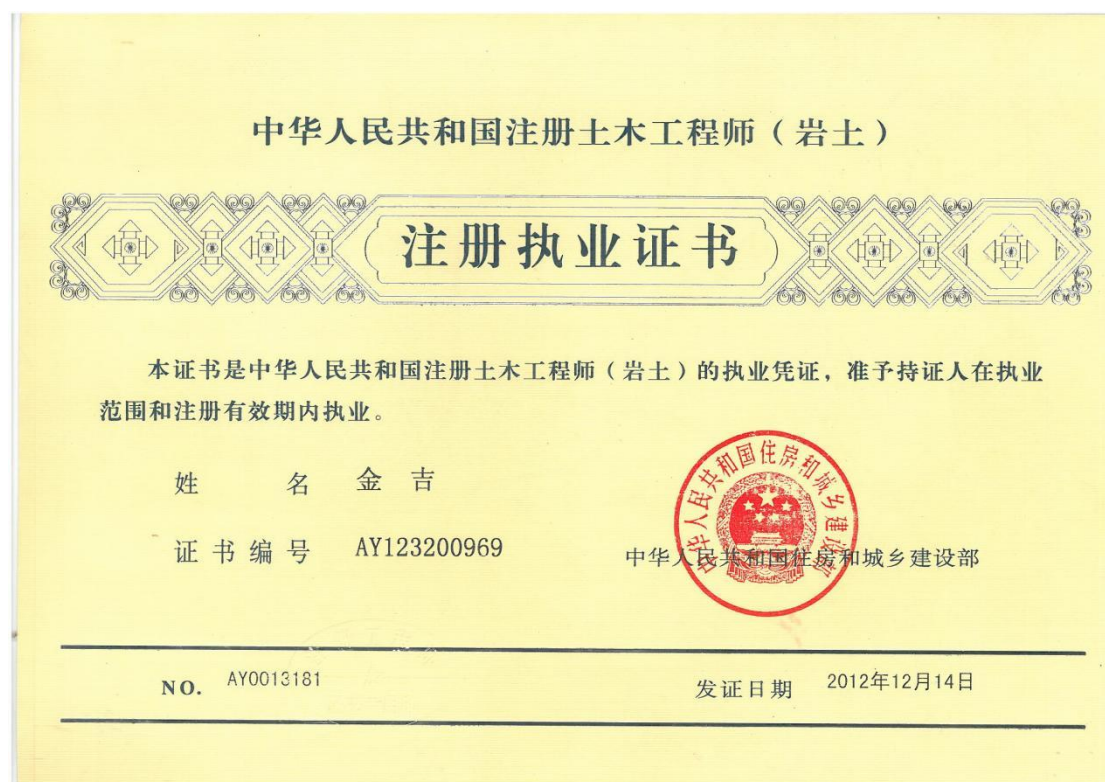 中华人民共和国注册土木工程师（岩土）
注册执业证书
本证书是中华人民共和国注册土木工程师（岩土）的执业凭证，准予持证人在执业
范围和注册有效期内执业。
姓 名 金 吉
证书编号 AY123200969
中华人民共和国住房和城乡建设部
中华人民共和国住房和城乡建设部
NO. AY0013181 发证日期 2012年12月14日